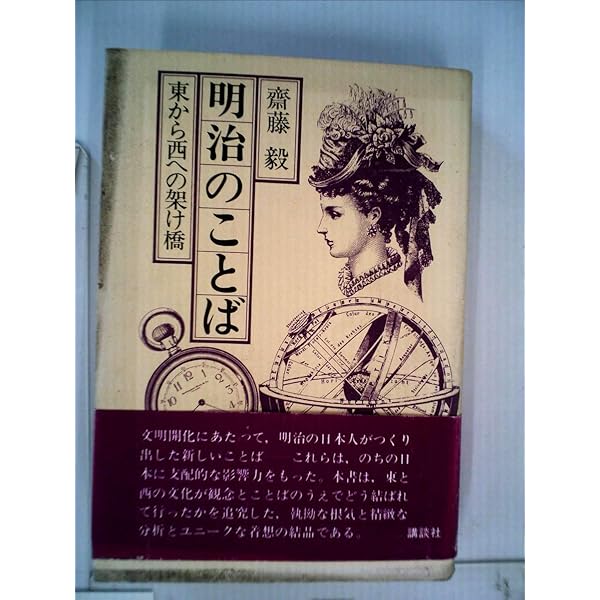 齋藤 毅
明治のことば
東から西への架け橋
文明開化にあたって、明治の日本人がつくり
出した新しいことば――これらは、のちの日
本に支配的な影響力をもった。本書は、東と
西の文化が観念とことばのうえでどう結ばれ
て行ったかを追究した、執拗な根気と精緻な
分析とユニークな着想の結晶である。 講談社